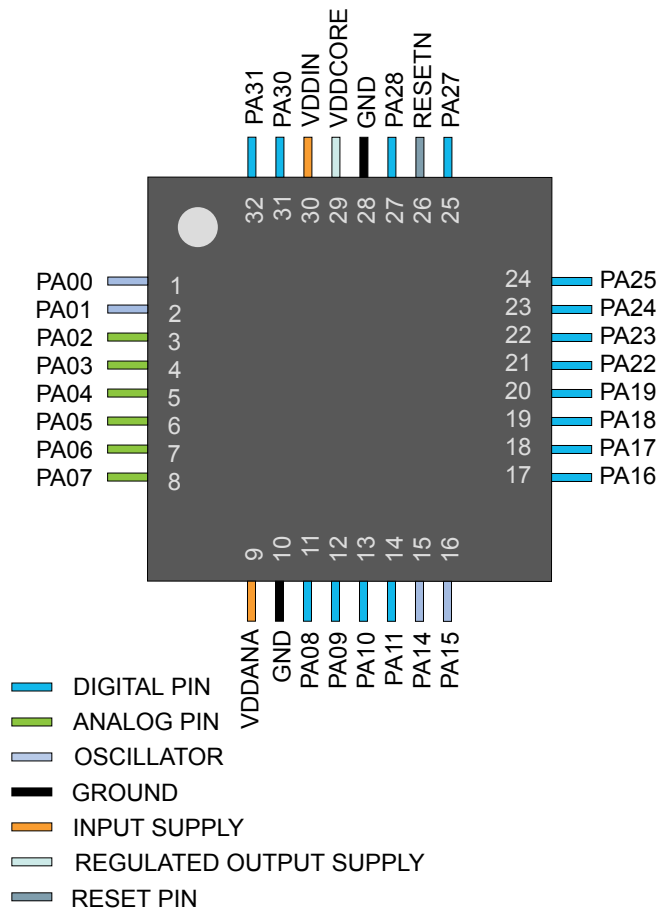 PA31
PA30
VDDIN
VDDCORE
GND
PA28
RESETN
PA27
32
31
30
29
28
27
26
25
PA00
1
PA01
2
PA02
3
PA03
4
PA04
5
PA05
6
PA06
7
PA07
8
24
PA25
23
PA24
22
PA23
21
PA22
20
PA19
19
PA18
18
PA17
17
PA16
9
10
11
12
13
14
15
16
VDDANA
GND
PA08
PA09
PA10
PA11
PA14
PA15
DIGITAL PIN
ANALOG PIN
OSCILLATOR
GROUND
INPUT SUPPLY
REGULATED OUTPUT SUPPLY
RESET PIN